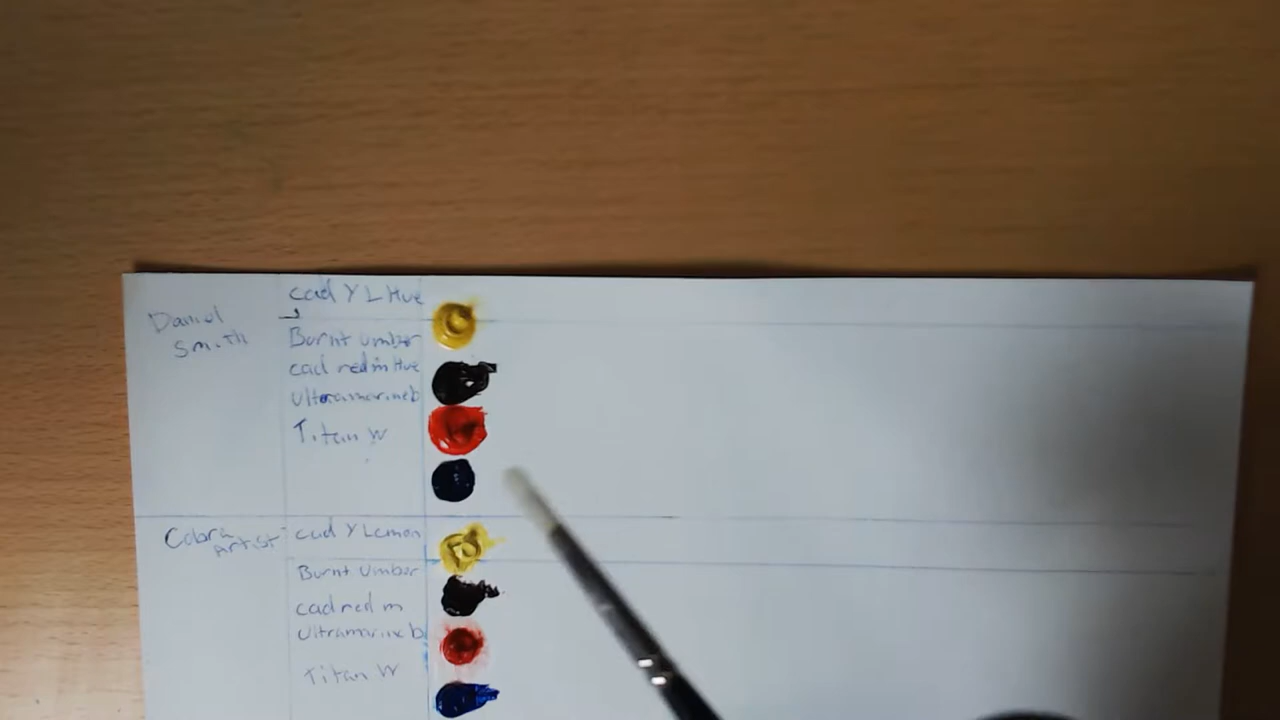 Daniel
Smith
cad Y L Hue
Burnt umber
cad red m Hue
ultramarine b
Titan W
Cobra
Artist
cad Y Lemon
Burnt Umber
cad red m
Ultramarine b
Titan W